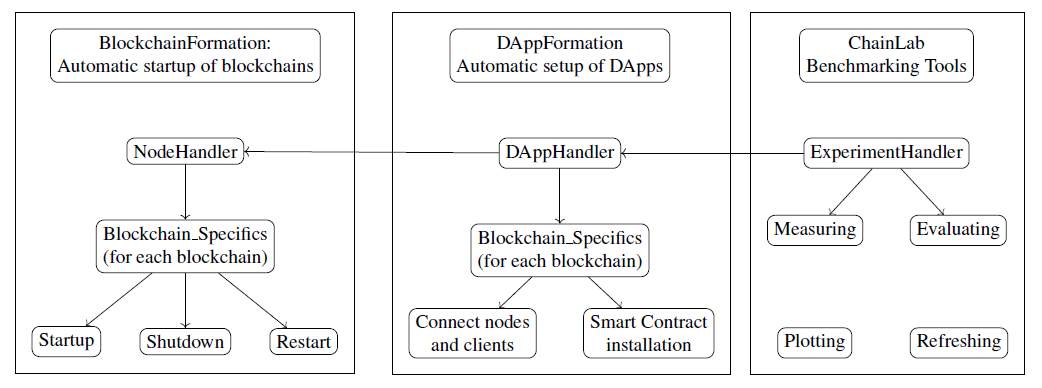 BlockchainFormation:
Automatic startup of blockchains
NodeHandler
Blockchain_Specifics
(for each blockchain)
Startup
Shutdown
Restart
DAppFormation
Automatic setup of DApps
DAppHandler
Blockchain_Specifics
(for each blockchain)
Connect nodes
and clients
Smart Contract
installation
ChainLab
Benchmarking Tools
ExperimentHandler
Measuring
Evaluating
Plotting
Refreshing